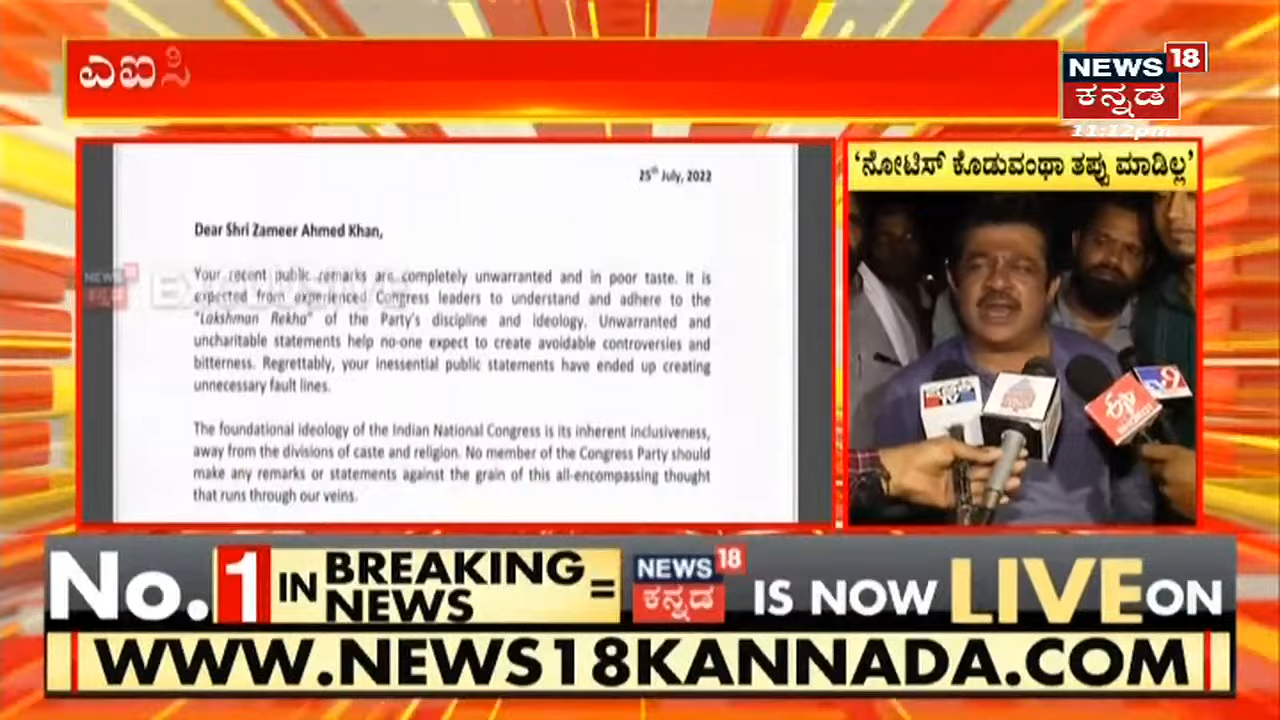 ಎಐಸಿ
NEWS 18
ಕನ್ನಡ
11:12pm
25th July, 2022
Dear Shri Zameer Ahmed Khan,
Your recent public remarks are completely unwarranted and in poor taste. It is
expected from experienced Congress leaders to understand and adhere to the
"Lakshman Rekha" of the Party's discipline and ideology. Unwarranted and
uncharitable statements help no-one expect to create avoidable controversies and
bitterness. Regrettably, your inessential public statements have ended up creating
unnecessary fault lines.
The foundational ideology of the Indian National Congress is its inherent inclusiveness,
away from the divisions of caste and religion. No member of the Congress Party should
make any remarks or statements against the grain of this all-encompassing thought
that runs through our veins.
‘ನೋಟಿಸ್ ಕೊಡುವಂಥಾ ತಪ್ಪು ಮಾಡಿಲ್ಲ’
No.1 IN BREAKING NEWS = NEWS 18 ಕನ್ನಡ IS NOW LIVE ON
WWW.NEWS18KANNADA.COM